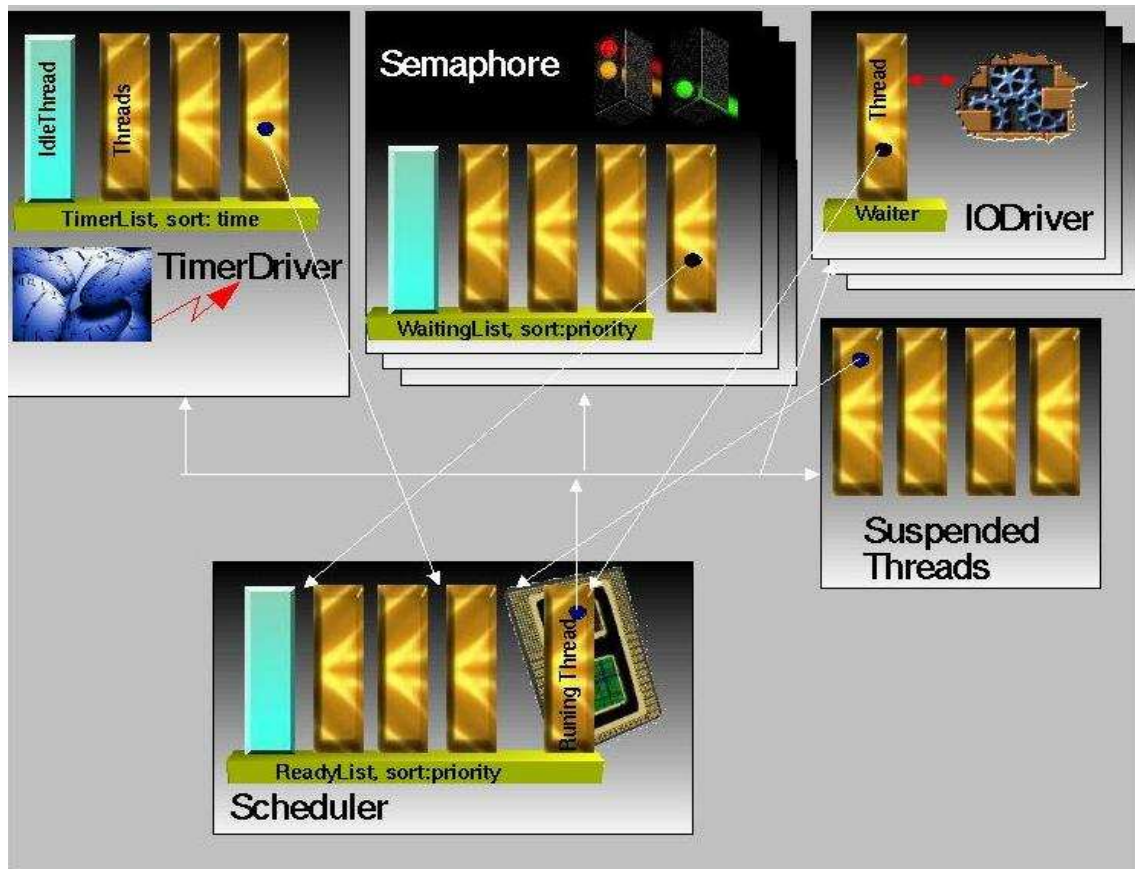 IdleThread
Threads
TimerList, sort: time
TimerDriver
Semaphore
WaitingList, sort:priority
Thread
Waiter
IODriver
Suspended
Threads
Runing Thread
ReadyList, sort:priority
Scheduler